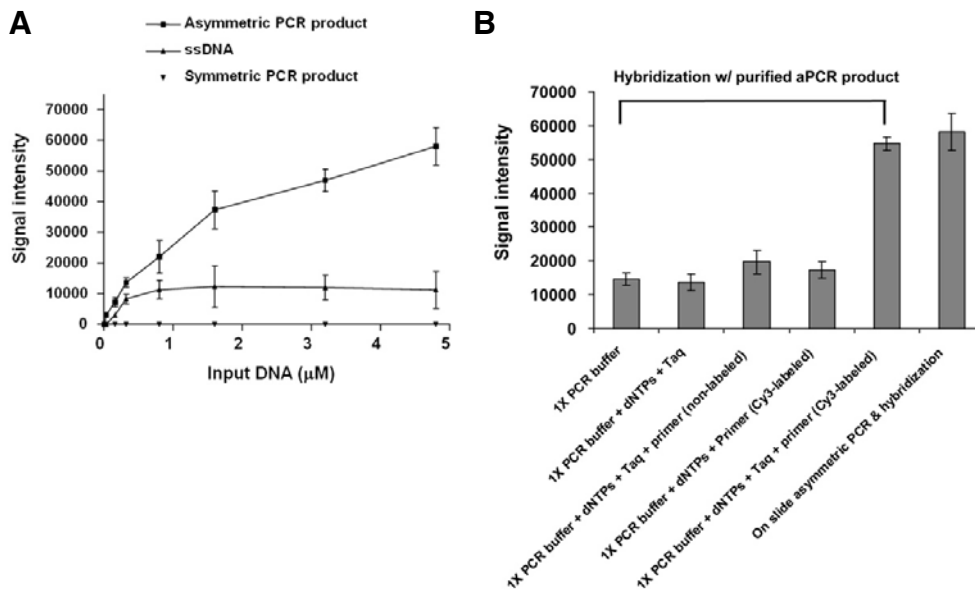 A
Asymmetric PCR product
ssDNA
Symmetric PCR product
70000
60000
50000
40000
30000
20000
10000
0
Signal intensity
0 1 2 3 4 5
Input DNA (μM)
B
Hybridization w/ purified aPCR product
70000
60000
50000
40000
30000
20000
10000
0
Signal intensity
1X PCR buffer
1X PCR buffer + dNTPs + Taq
1X PCR buffer + dNTPs + Taq + primer (non-labeled)
1X PCR buffer + dNTPs + Primer (Cy3-labeled)
1X PCR buffer + dNTPs + Taq + primer (Cy3-labeled)
On slide asymmetric PCR & hybridization